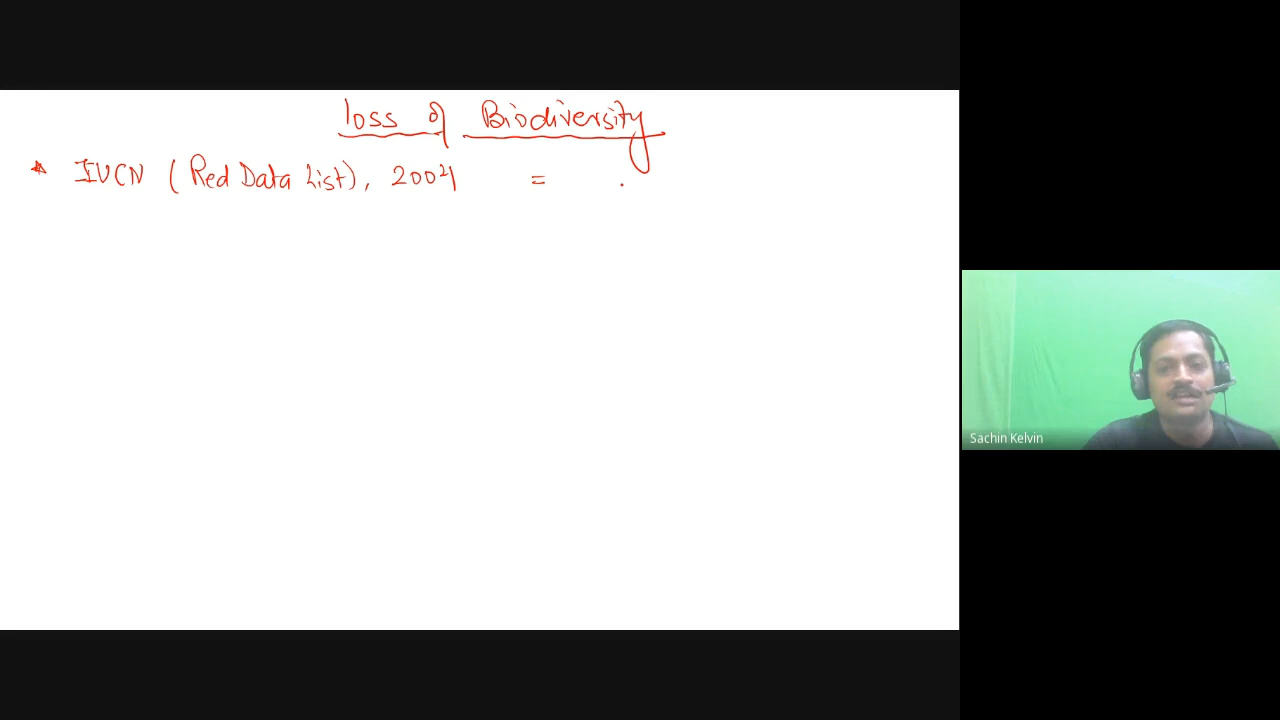 loss of Biodiversity
* IUCN (Red Data List), 2004 = .
Sachin Kelvin